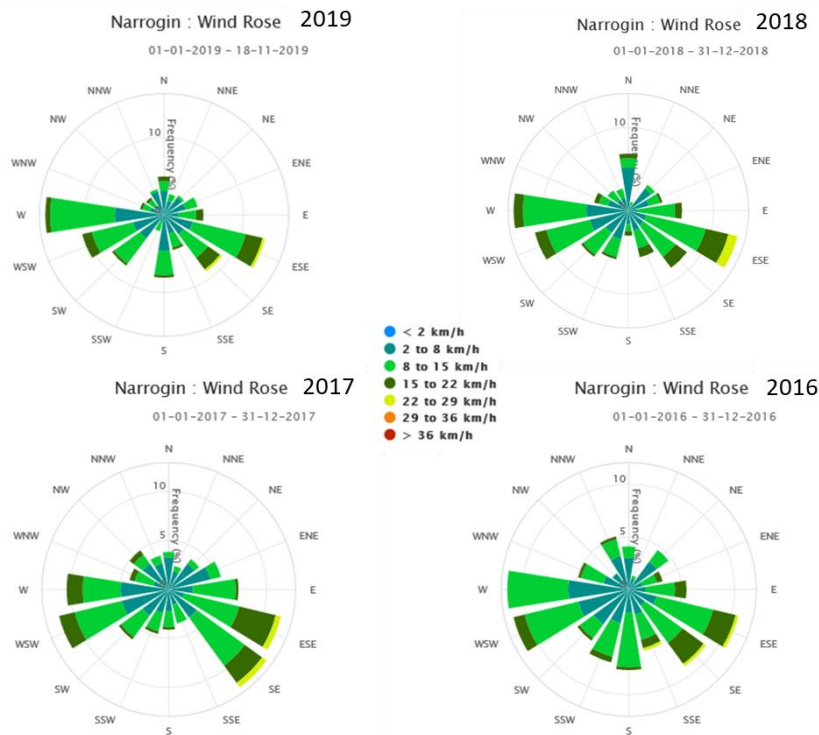 Narrogin : Wind Rose 2019
01-01-2019 - 18-11-2019
N
NNW
NNE
NW
NE
WNW
ENE
10
Frequency (%)
W
E
WSW
ESE
SW
SE
SSW
SSE
S
Narrogin : Wind Rose 2018
01-01-2018 - 31-12-2018
N
NNW
NNE
NW
NE
WNW
ENE
10
W
E
WSW
ESE
SW
SE
SSW
SSE
S
< 2 km/h
2 to 8 km/h
8 to 15 km/h
15 to 22 km/h
22 to 29 km/h
29 to 36 km/h
> 36 km/h
Narrogin : Wind Rose 2017
01-01-2017 - 31-12-2017
N
NNW
NNE
NW
NE
WNW
ENE
10
5
Frequency (%)
W
E
WSW
ESE
SW
SE
SSW
SSE
S
Narrogin : Wind Rose 2016
01-01-2016 - 31-12-2016
N
NNW
NNE
NW
NE
WNW
ENE
10
5
Frequency (%)
W
E
WSW
ESE
SW
SE
SSW
SSE
S